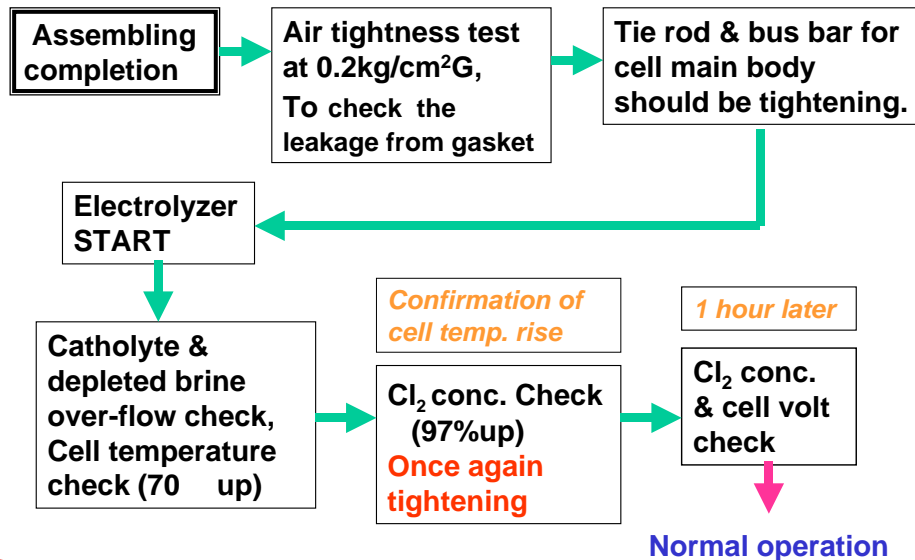 Assembling
completion
Air tightness test
at 0.2kg/cm²G,
To check the
leakage from gasket
Tie rod & bus bar for
cell main body
should be tightening.
Electrolyzer
START
Catholyte &
depleted brine
over-flow check,
Cell temperature
check (70 up)
Confirmation of
cell temp. rise
Cl₂ conc. Check
(97%up)
Once again
tightening
1 hour later
Cl₂ conc.
& cell volt
check
Normal operation